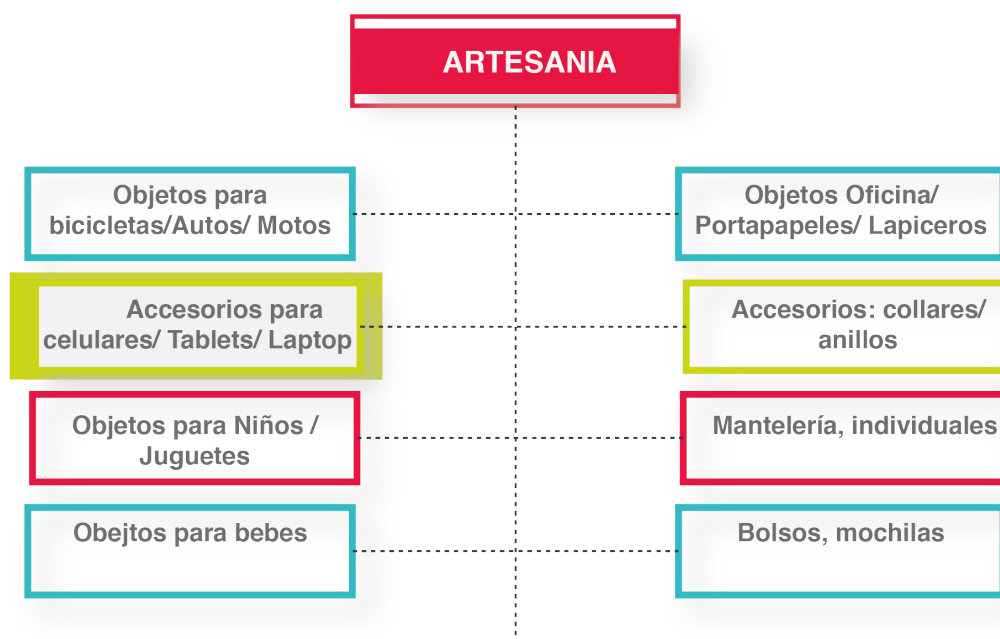 ARTESANIA
Objetos para
bicicletas/Autos/ Motos
Objetos Oficina/
Portapapeles/ Lapiceros
Accesorios para
celulares/ Tablets/ Laptop
Accesorios: collares/
anillos
Objetos para Niños /
Juguetes
Mantelería, individuales
Obejtos para bebes
Bolsos, mochilas